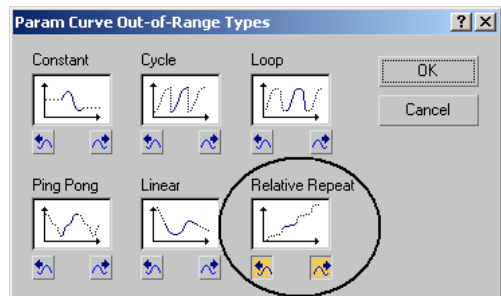 Param Curve Out-of-Range Types
Constant Cycle Loop
OK
Cancel
Ping Pong Linear Relative Repeat